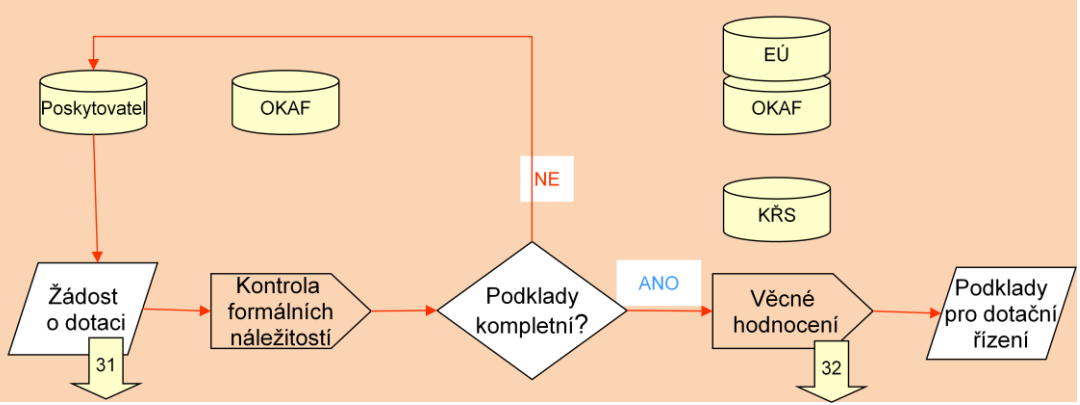 EÚ
Poskytovatel
OKAF
OKAF
NE
KŘS
Žádost
o dotaci
Kontrola
formálních
náležitostí
Podklady
kompletní?
ANO
Věcné
hodnocení
Podklady
pro dotační
řízení
31
32